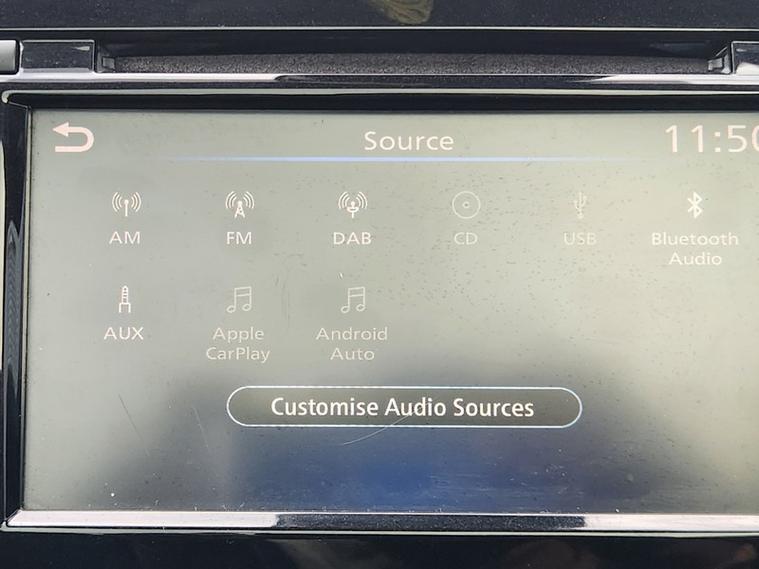 Source
11:50
AM
FM
DAB
CD
USB
Bluetooth
Audio
AUX
Apple
CarPlay
Android
Auto
Customise Audio Sources